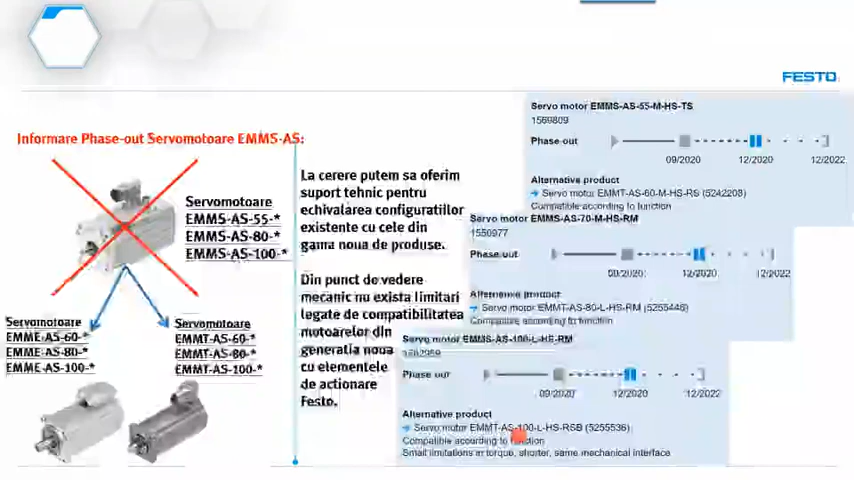 FESTO
Informare Phase-out Servomotoare EMMS-AS:
Servomotoare
EMMS-AS-55-*
EMMS-AS-80-*
EMMS-AS-100-*
Servomotoare
EMME-AS-60-*
EMME-AS-80-*
EMME-AS-100-*
Servomotoare
EMMT-AS-60-*
EMMT-AS-80-*
EMMT-AS-100-*
La cerere putem sa oferim
suport tehnic pentru
echivalarea configuratiilor
existente cu cele din
gama noua de produse.
Din punct de vedere
mecanic nu exista limitari
legate de compatibilitatea
motoarelor din
generatia noua
cu elementele
de actionare
Festo.
Servo motor EMMS-AS-55-M-HS-TS
1569809
Phase-out
09/2020 12/2020 12/2022
Alternative product
Servo motor EMMT-AS-60-M-HS-RS (5242208)
Compatible according to function
Servo motor EMMS-AS-70-M-HS-RM
1550977
Phase-out
09/2020 12/2020 12/2022
Alternative product
Servo motor EMMT-AS-80-L-HS-RM (5255446)
Compatible according to function
Servo motor EMMS-AS-100-L-HS-RM
Phase-out
09/2020 12/2020 12/2022
Alternative product
Servo motor EMMT-AS-100-L-HS-RSB (5255536)
Compatible according to function
Small limitations in torque, shorter, same mechanical interface